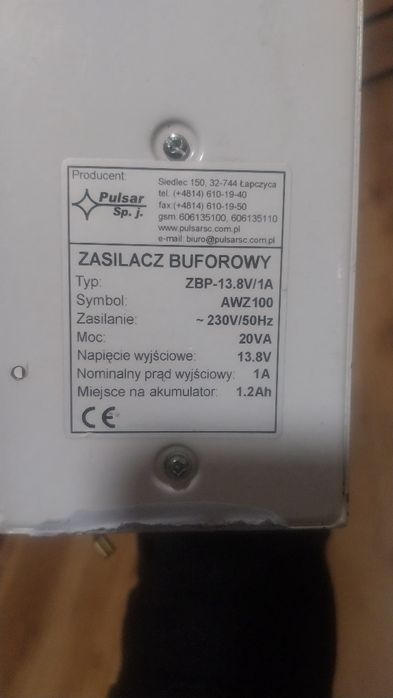 Producent:
Pulsar
Sp. j.
Siedlec 150, 32-744 Łapczyca
tel. (+4814) 610-19-40
fax:(+4814) 610-19-50
gsm:606135100, 606135110
www.pulsarsc.com.pl
e-mail: biuro@pulsarsc.com.pl
ZASILACZ BUFOROWY
Typ: ZBP-13.8V/1A
Symbol: AWZ100
Zasilanie: ~ 230V/50Hz
Moc: 20VA
Napięcie wyjściowe: 13.8V
Nominalny prąd wyjściowy: 1A
Miejsce na akumulator: 1.2Ah
CE